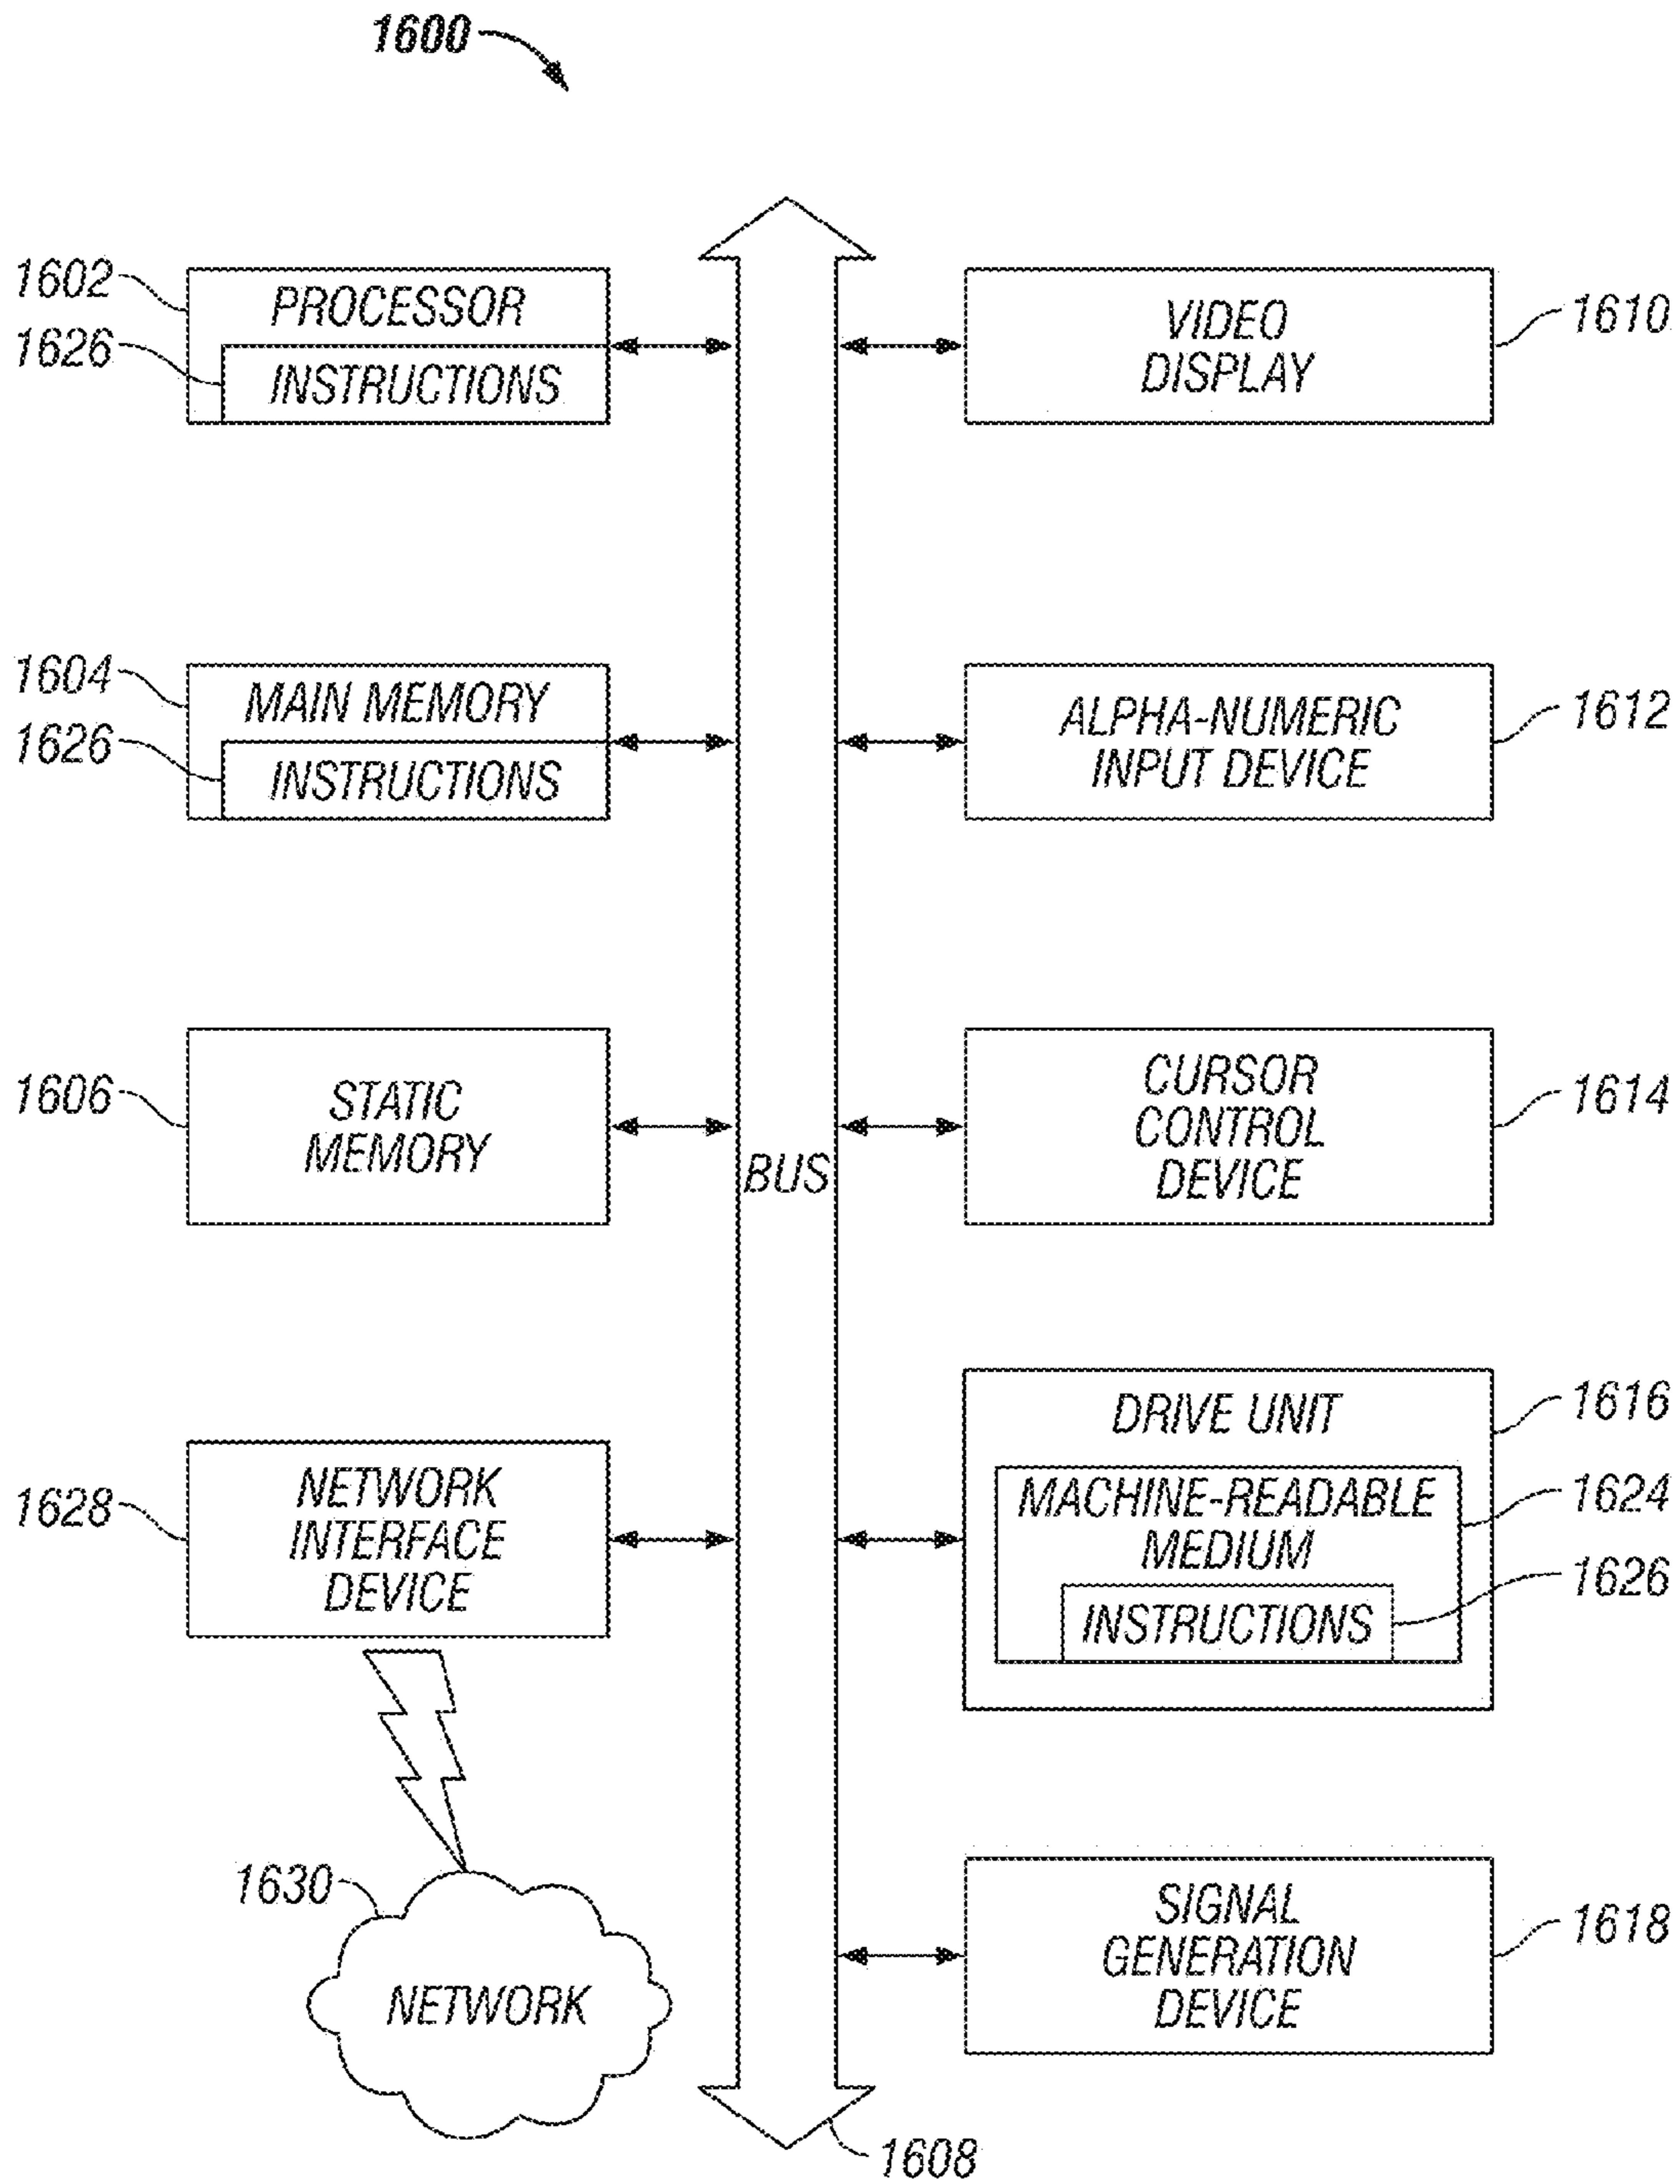 1600
1602
PROCESSOR
1626
INSTRUCTIONS
VIDEO
DISPLAY
1610
1604
MAIN MEMORY
1626
INSTRUCTIONS
ALPHA-NUMERIC
INPUT DEVICE
1612
1606
STATIC
MEMORY
BUS
CURSOR
CONTROL
DEVICE
1614
1628
NETWORK
INTERFACE
DEVICE
DRIVE UNIT
1616
MACHINE-READABLE
MEDIUM
1624
INSTRUCTIONS
1626
1630
NETWORK
SIGNAL
GENERATION
DEVICE
1618
1608